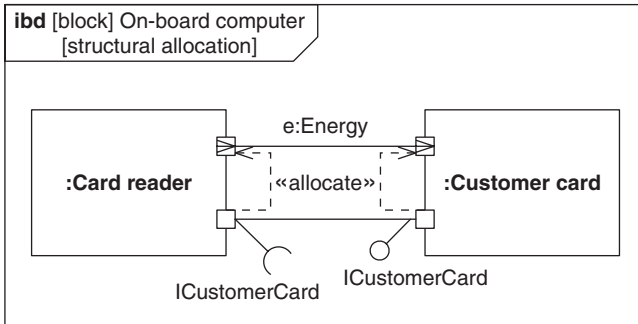 ibd [block] On-board computer
[structural allocation]
e:Energy
:Card reader
«allocate»
:Customer card
ICustomerCard
ICustomerCard